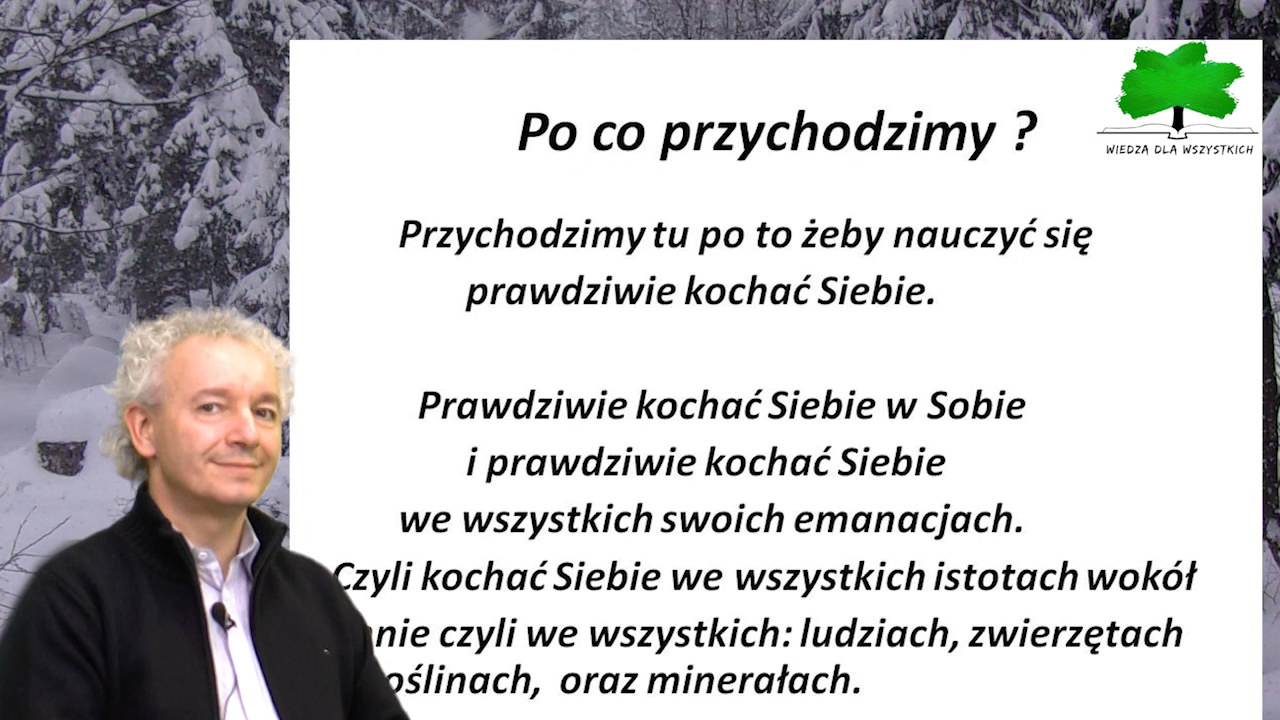 WIEDZA DLA WSZYSTKICH
Po co przychodzimy ?
Przychodzimy tu po to żeby nauczyć się
prawdziwie kochać Siebie.
Prawdziwie kochać Siebie w Sobie
i prawdziwie kochać Siebie
we wszystkich swoich emanacjach.
Czyli kochać Siebie we wszystkich istotach wokół
czyli we wszystkich: ludziach, zwierzętach
oraz minerałach.